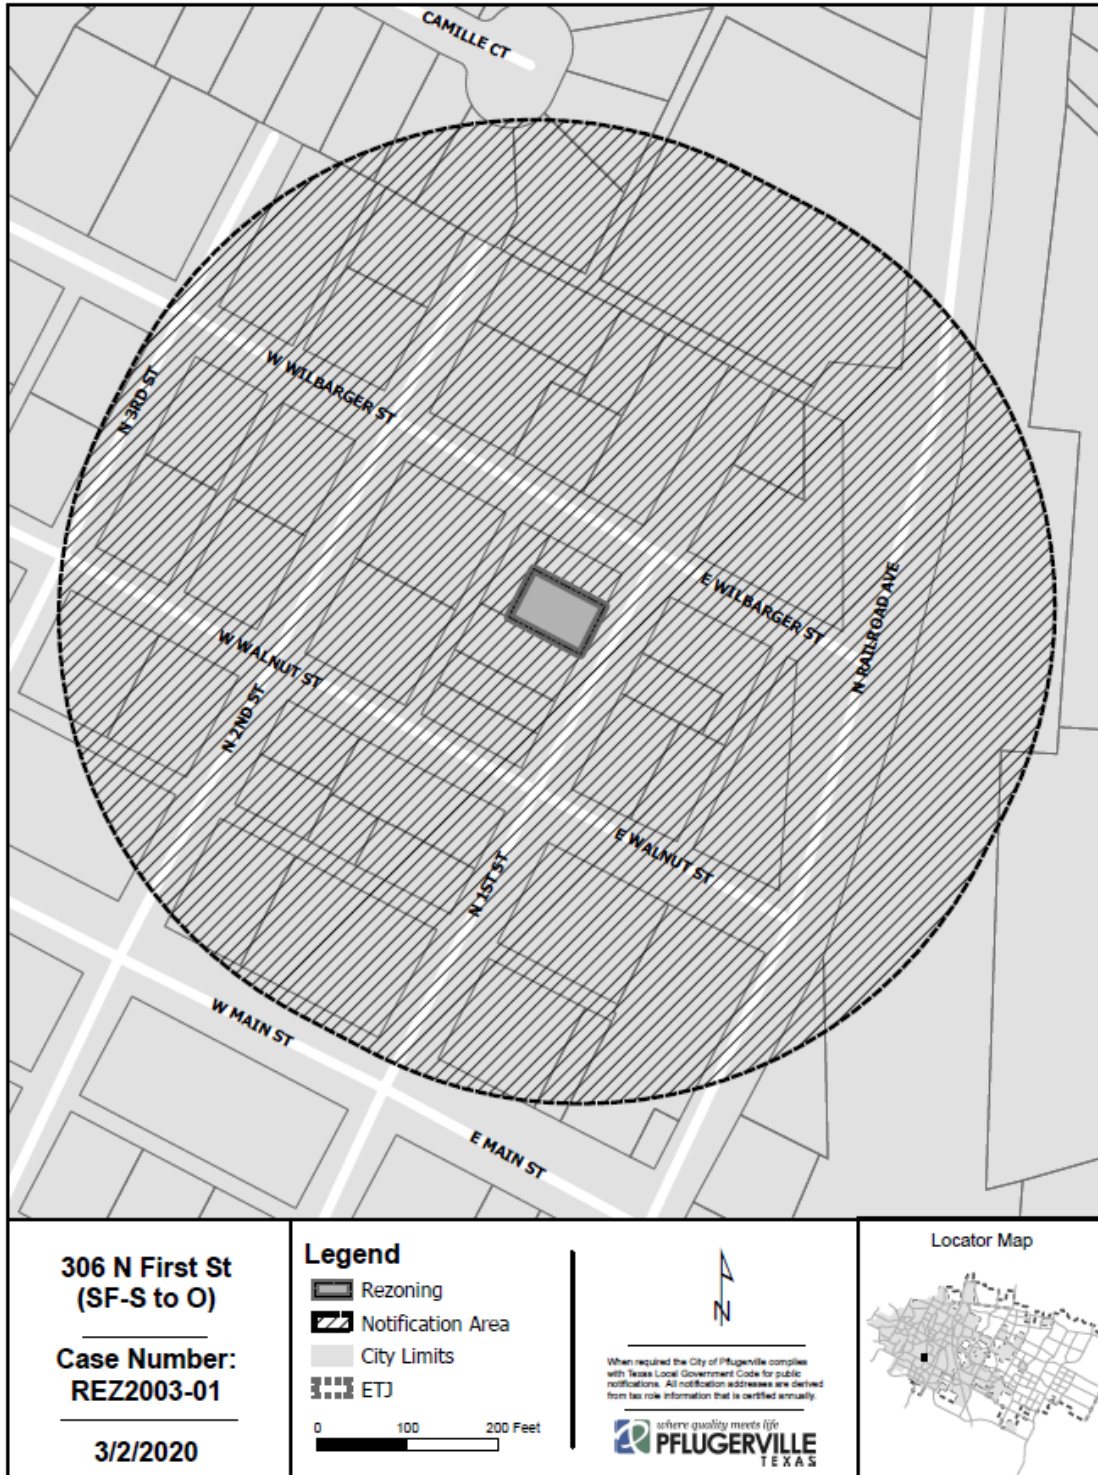 CAMILLE CT
W WILBARGER ST
N 3RD ST
E WILBARGER ST
N RAILROAD AVE
W WALNUT ST
N 2ND ST
E WALNUT ST
N 1ST ST
W MAIN ST
E MAIN ST
306 N First St
(SF-S to O)
Case Number:
REZ2003-01
3/2/2020
Legend
Rezoning
Notification Area
City Limits
ETJ
0 100 200 Feet
N
When required the City of Pflugerville complies
with Texas Local Government Code for public
notifications. All notification addresses are derived
from tax role information that is certified annually.
where quality meets life
PFLUGERVILLE
TEXAS
Locator Map